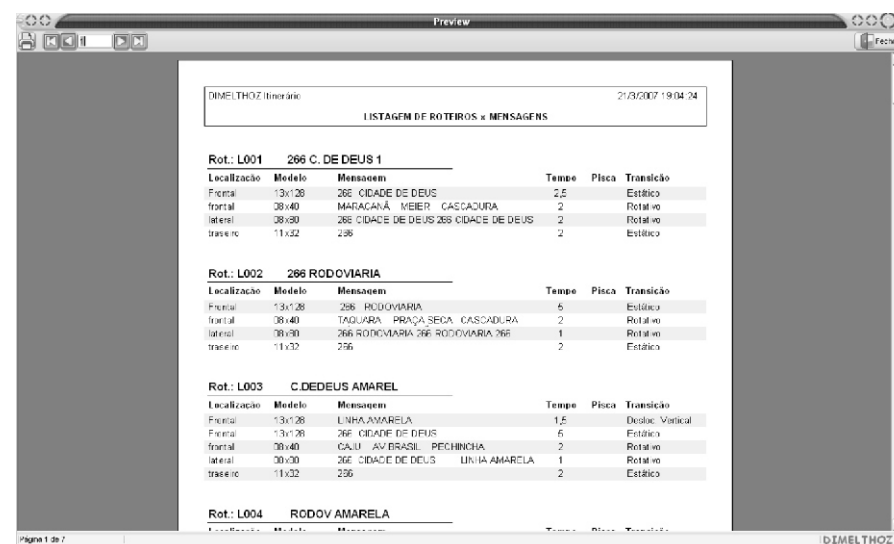 Preview
Fecha
DIMELTHOZ Itinerário 21/3/2007 19:04:24
LISTAGEM DE ROTEIROS x MENSAGENS
Rot.: L001 266 C. DE DEUS 1
Localização Modelo Mensagem Tempo Pisca Transição
Frontal 13x128 266 CIDADE DE DEUS 2,5 Estático
frontal 08x40 MARACANÃ MEIER CASCADURA 2 Rotativo
lateral 08x80 266 CIDADE DE DEUS 266 CIDADE DE DEUS 2 Rotativo
traseiro 11x32 266 2 Estático
Rot.: L002 266 RODOVIARIA
Localização Modelo Mensagem Tempo Pisca Transição
Frontal 13x128 266 RODOVIARIA 5 Estático
frontal 08x40 TAQUARA PRAÇA SECA CASCADURA 2 Rotativo
lateral 08x80 266 RODOVIARIA 266 RODOVIARIA 266 1 Rotativo
traseiro 11x32 266 2 Estático
Rot.: L003 C.DEDEUS AMAREL
Localização Modelo Mensagem Tempo Pisca Transição
Frontal 13x128 LINHA AMARELA 1,5 Desloc. Vertical
Frontal 13x128 266 CIDADE DE DEUS 5 Estático
frontal 08x40 CAJU AV.BRASIL PECHINCHA 2 Rotativo
lateral 266 CIDADE DE DEUS LINHA AMARELA 1 Rotativo
traseiro 11x32 266 2 Estático
Rot.: L004 RODOV AMARELA
Localização Modelo Mensagem Tempo Pisca Transição
Página 1 de 7
DIMELTHOZ